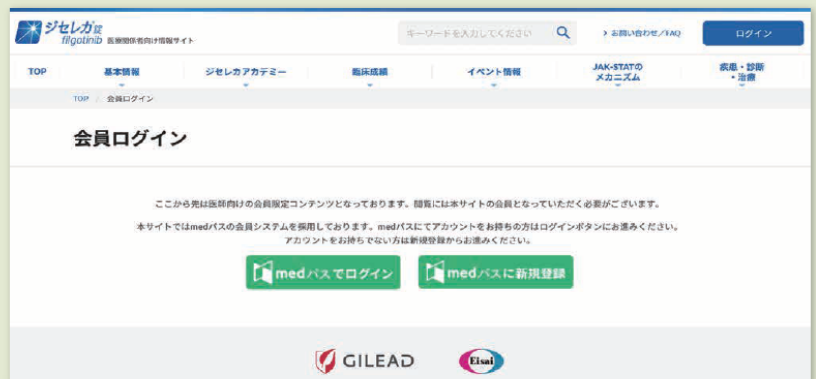 ジセレカ錠
filgotinib 医療関係者向け情報サイト
キーワードを入力してください
> お問い合わせ/FAQ
ログイン
TOP
基本情報
ジセレカアカデミー
臨床成績
イベント情報
JAK-STATの
メカニズム
疾患・診断
・治療
TOP / 会員ログイン
会員ログイン
ここから先は医師向けの会員限定コンテンツとなっております。閲覧には本サイトの会員となっていただく必要がございます。
本サイトではmedパスの会員システムを採用しております。medパスにてアカウントをお持ちの方はログインボタンにお進みください。
アカウントをお持ちでない方は新規登録からお進みください。
medパスでログイン
medパスに新規登録
GILEAD
Eisai